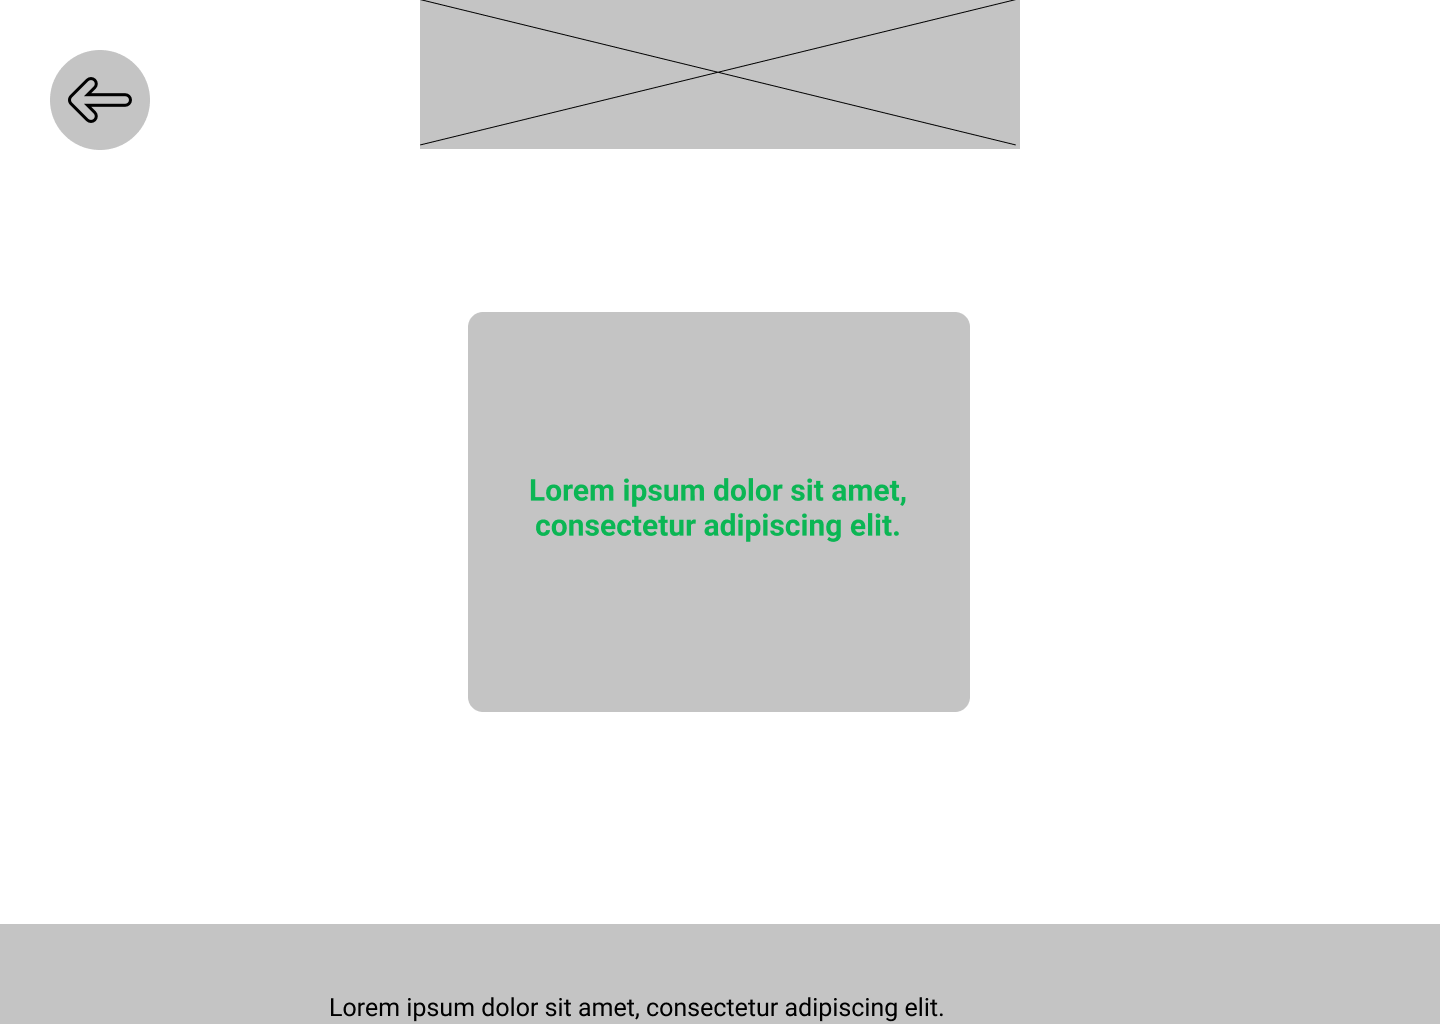 Lorem ipsum dolor sit amet,
consectetur adipiscing elit.
Lorem ipsum dolor sit amet, consectetur adipiscing elit.